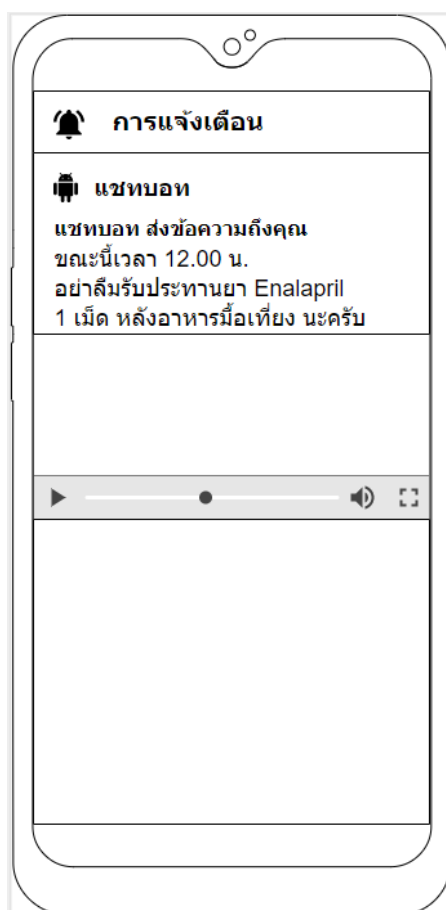 การแจ้งเตือน
แชทบอท
แชทบอท ส่งข้อความถึงคุณ
ขณะนี้เวลา 12.00 น.
อย่าลืมรับประทานยา Enalapril
1 เม็ด หลังอาหารมื้อเที่ยง นะครับ